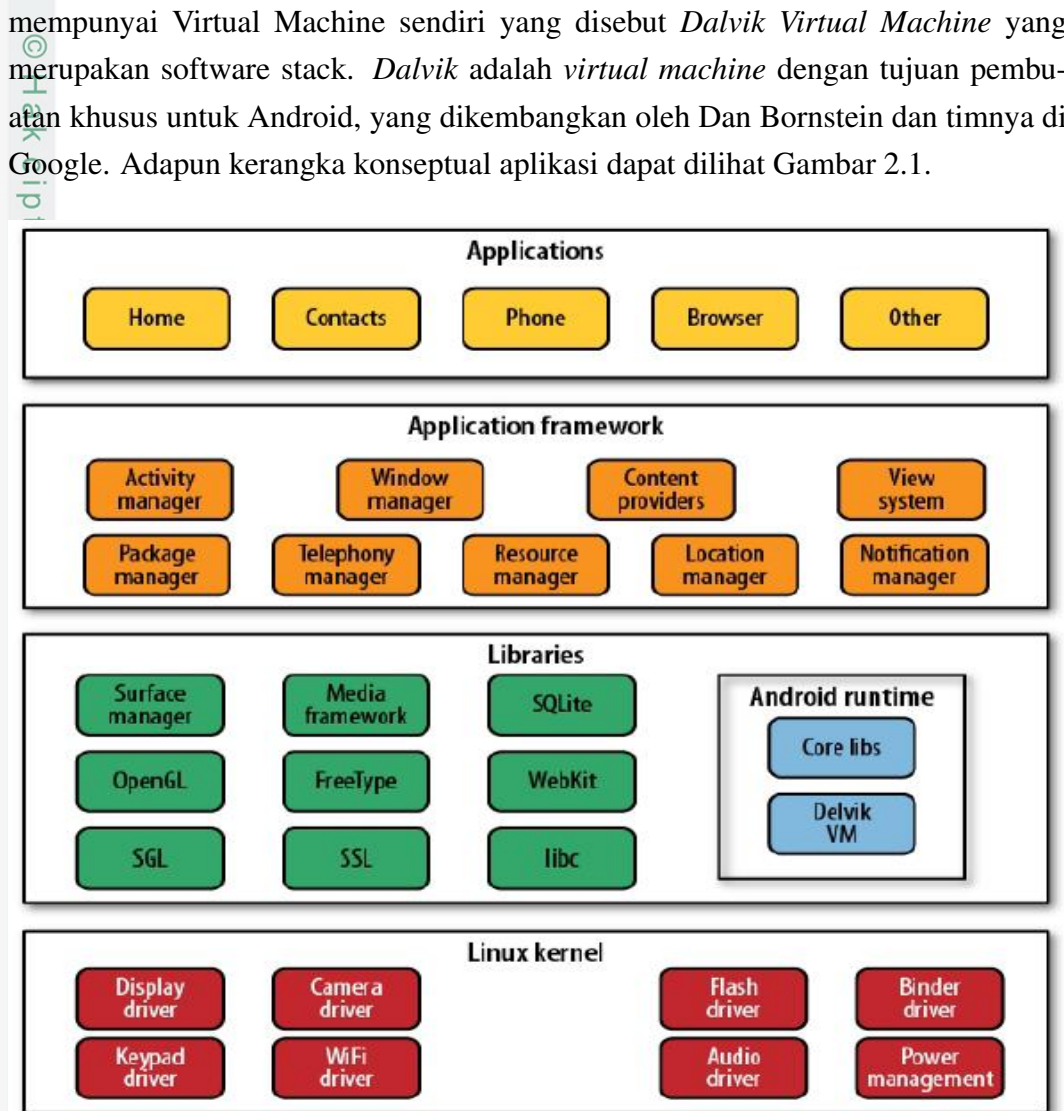 mempunyai Virtual Machine sendiri yang disebut Dalvik Virtual Machine yang
merupakan software stack. Dalvik adalah virtual machine dengan tujuan pembu-
atan khusus untuk Android, yang dikembangkan oleh Dan Bornstein dan timnya di
Google. Adapun kerangka konseptual aplikasi dapat dilihat Gambar 2.1.
Applications
Home Contacts Phone Browser Other
Application framework
Activity manager
Window manager
Content providers
View system
Package manager
Telephony manager
Resource manager
Location manager
Notification manager
Libraries
Surface manager
Media framework
SQLite
Android runtime
Core libs
OpenGL FreeType WebKit
Delvik VM
SGL SSL libc
Linux kernel
Display driver
Camera driver
Flash driver
Binder driver
Keypad driver
WiFi driver
Audio driver
Power management
© Hak